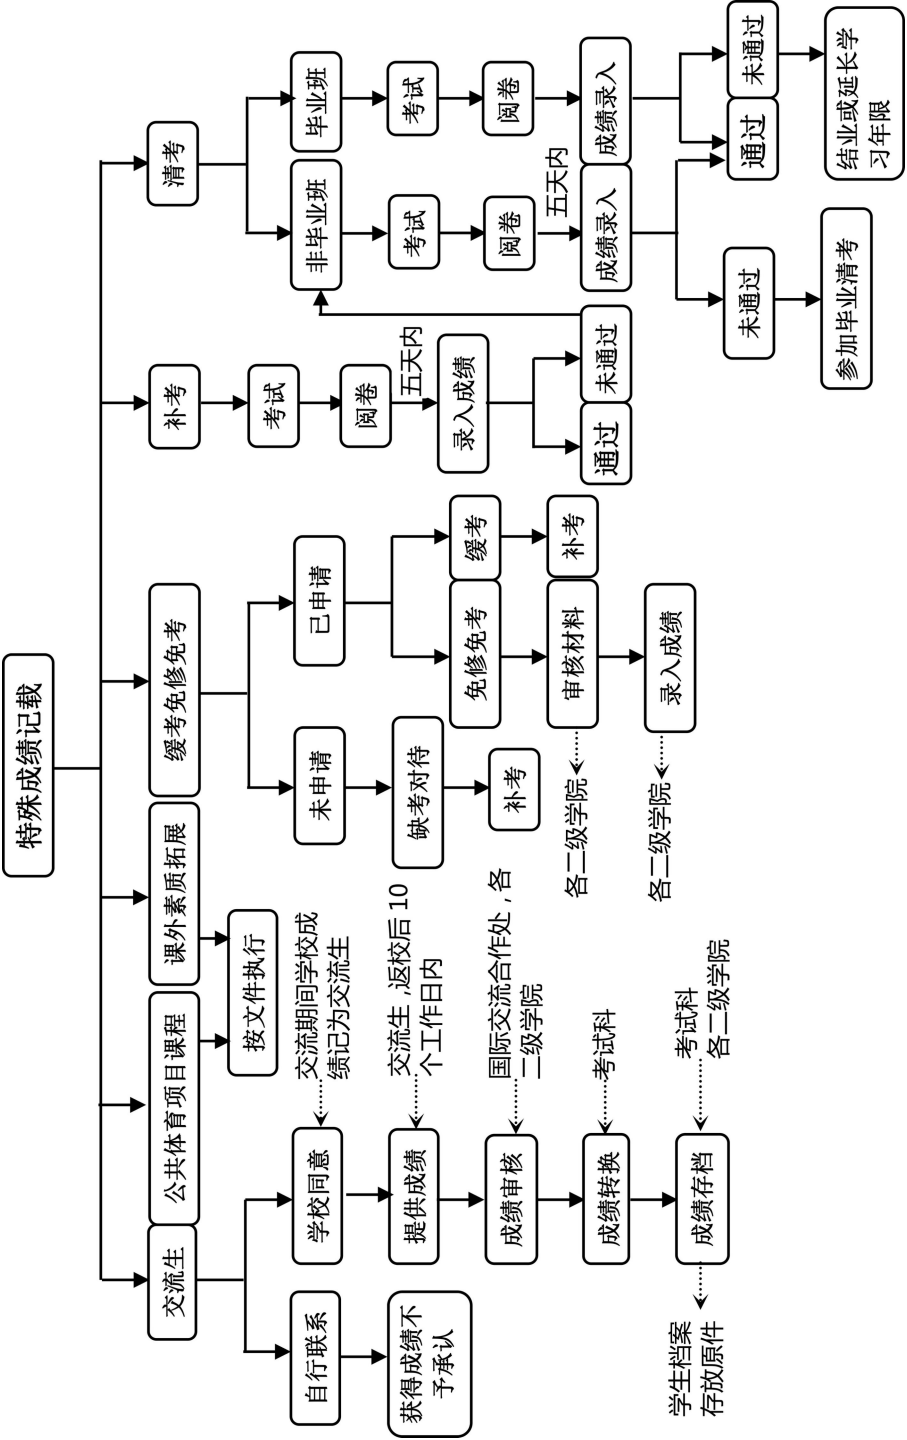 特殊成绩记载
交流生
公共体育项目课程
课外素质拓展
缓考免修免考
补考
清考
自行联系
学校同意
交流期间学校成
绩记为交流生
按文件执行
未申请
已申请
考试
非毕业班
毕业班
获得成绩不
予承认
提供成绩
交流生,返校后10
个工作日内
缺考对待
免修免考
缓考
阅卷
五天内
考试
考试
成绩审核
国际交流合作处,各
二级学院
补考
审核材料
各二级学院
补考
录入成绩
阅卷
阅卷
五天内
成绩转换
考试科
录入成绩
各二级学院
通过
未通过
成绩录入
成绩录入
成绩存档
考试科
各二级学院
学生档案
存放原件
未通过
通过
未通过
参加毕业清考
结业或延长学
习年限